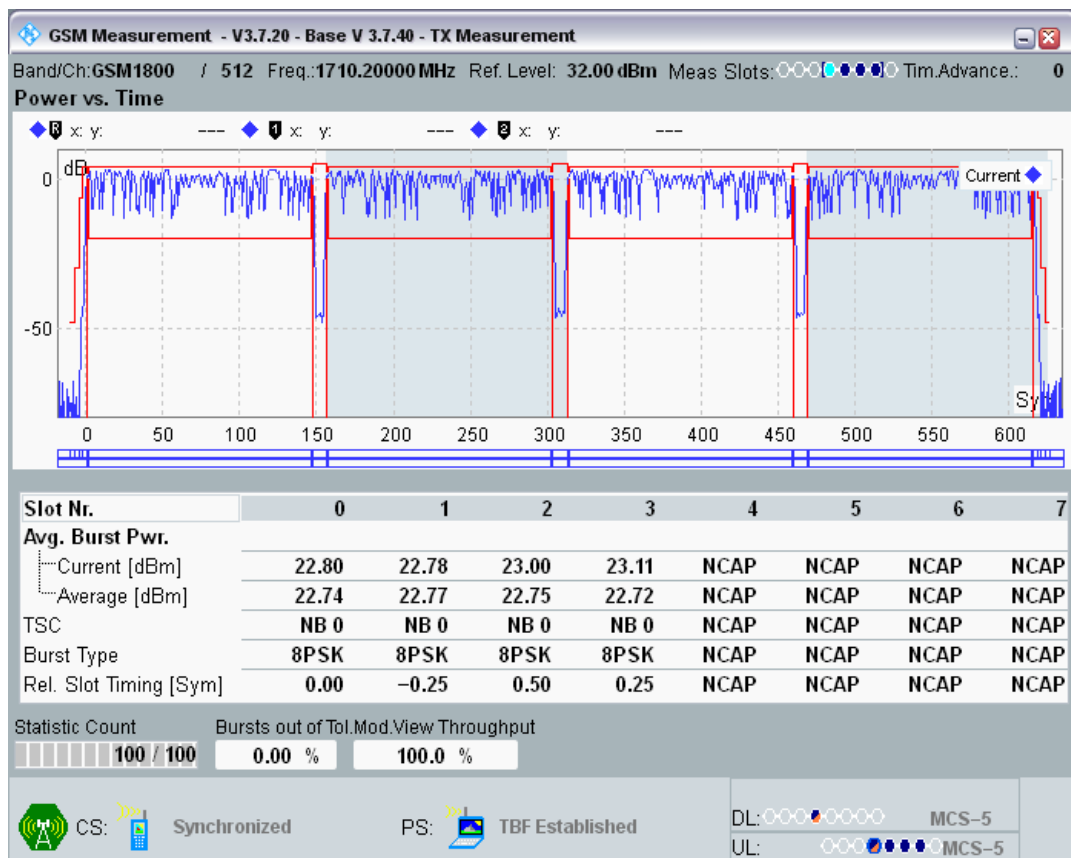 GSM Measurement - V3.7.20 - Base V 3.7.40 - TX Measurement
Band/Ch:GSM1800 / 512 Freq.:1710.20000 MHz Ref. Level: 32.00 dBm Meas Slots: Tim.Advance.: 0
Power vs. Time
R x: y: --- 1 x: y: --- 2 x: y: ---
dB
0
Current
-50
0 50 100 150 200 250 300 350 400 450 500 550 600
Slot Nr. 0 1 2 3 4 5 6 7
Avg. Burst Pwr.
Current [dBm] 22.80 22.78 23.00 23.11 NCAP NCAP NCAP NCAP
Average [dBm] 22.74 22.77 22.75 22.72 NCAP NCAP NCAP NCAP
TSC NB 0 NB 0 NB 0 NB 0 NCAP NCAP NCAP NCAP
Burst Type 8PSK 8PSK 8PSK 8PSK NCAP NCAP NCAP NCAP
Rel. Slot Timing [Sym] 0.00 −0.25 0.50 0.25 NCAP NCAP NCAP NCAP
Statistic Count Bursts out of Tol.Mod.View Throughput
100 / 100 0.00 % 100.0 %
CS: Synchronized PS: TBF Established
DL: MCS−5
UL: MCS−5